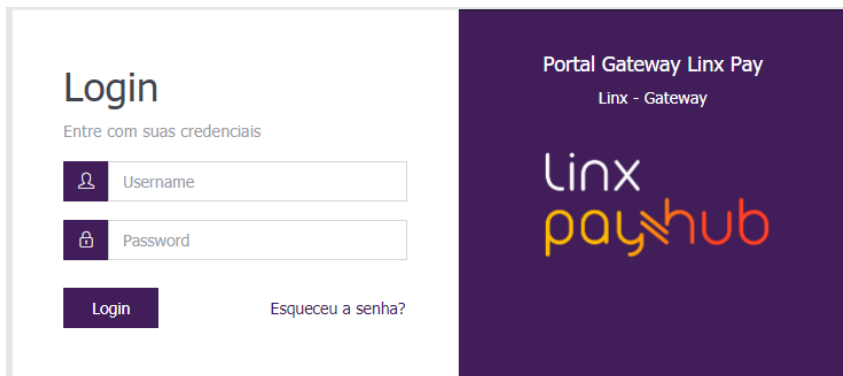 Login
Entre com suas credenciais
Username
Password
Login
Esqueceu a senha?
Portal Gateway Linx Pay
Linx - Gateway
Linx
payhub